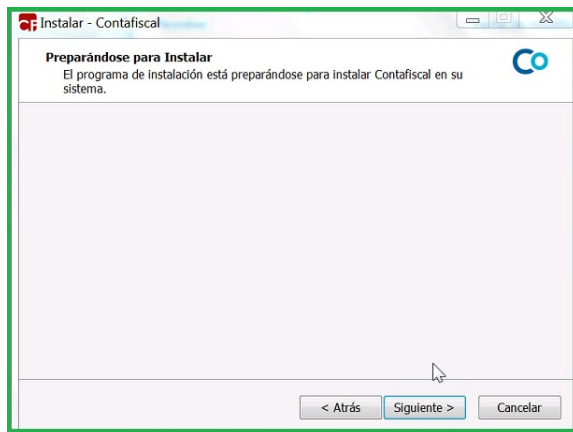 CF Instalar - Contafiscal
Preparándose para Instalar
El programa de instalación está preparándose para instalar Contafiscal en su
sistema.
CO
< Atrás
Siguiente >
Cancelar